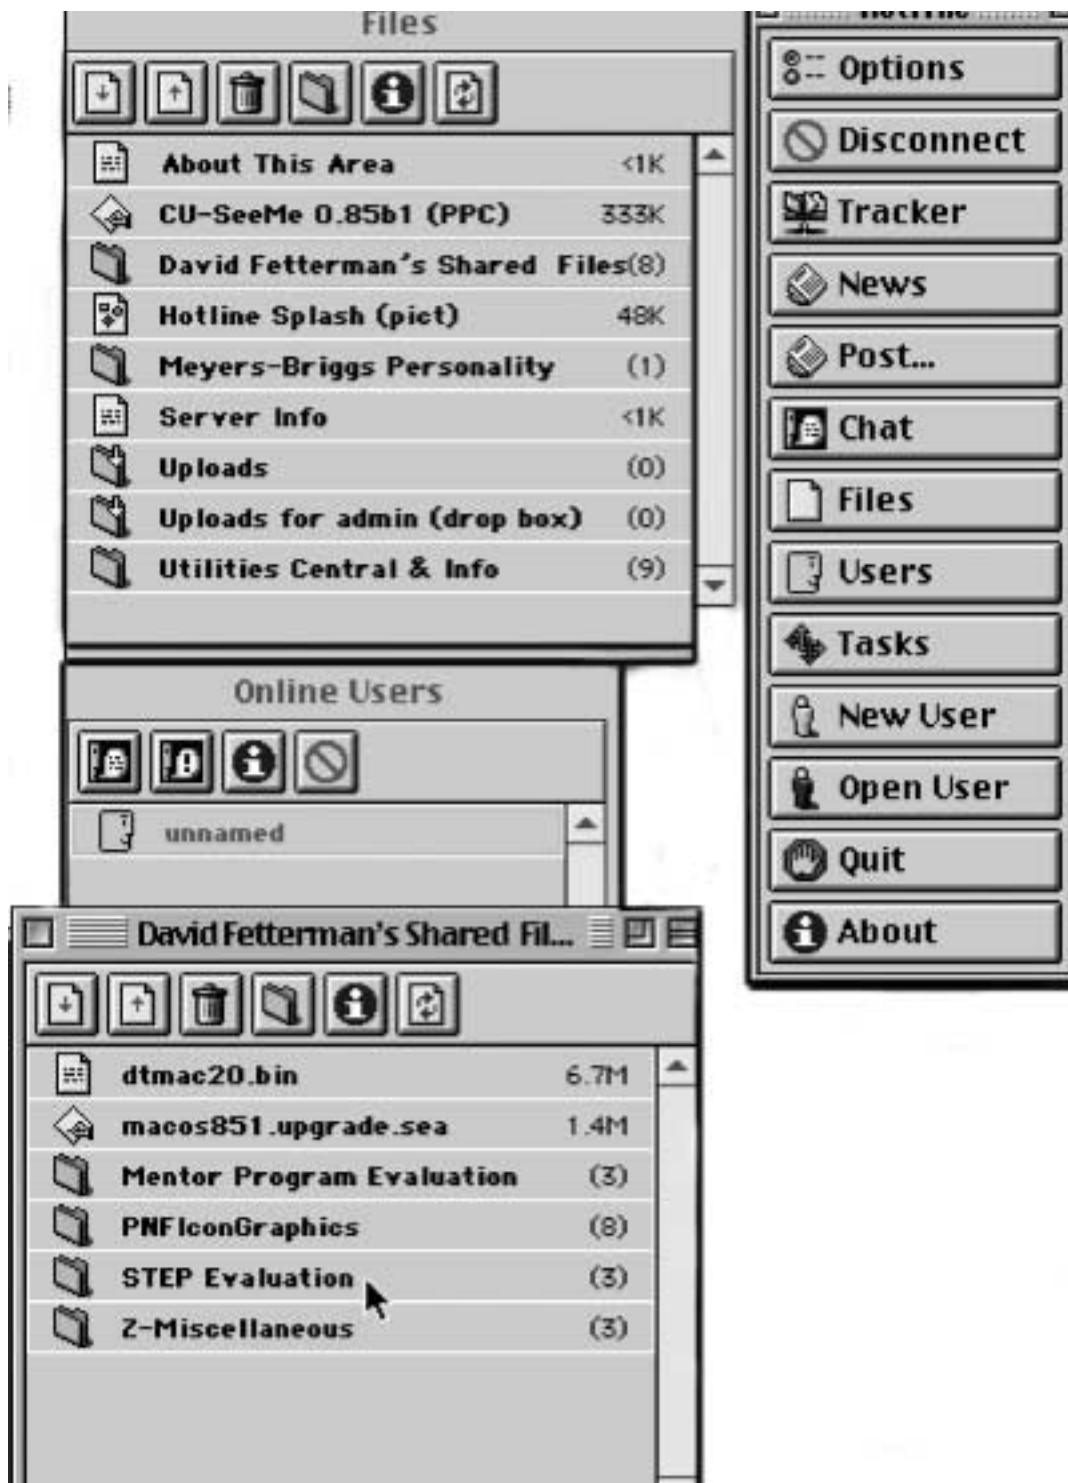 Files
About This Area <1K
CU-SeeMe 0.85b1 (PPC) 333K
David Fetterman's Shared Files(8)
Hotline Splash (pict) 48K
Meyers-Briggs Personality (1)
Server Info <1K
Uploads (0)
Uploads for admin (drop box) (0)
Utilities Central & Info (9)
Online Users
unnamed
David Fetterman's Shared Fil...
dtmac20.bin 6.7M
macos851.upgrade.sea 1.4M
Mentor Program Evaluation (3)
PNFIconGraphics (8)
STEP Evaluation (3)
Z-Miscellaneous (3)
Hotline
Options
Disconnect
Tracker
News
Post...
Chat
Files
Users
Tasks
New User
Open User
Quit
About